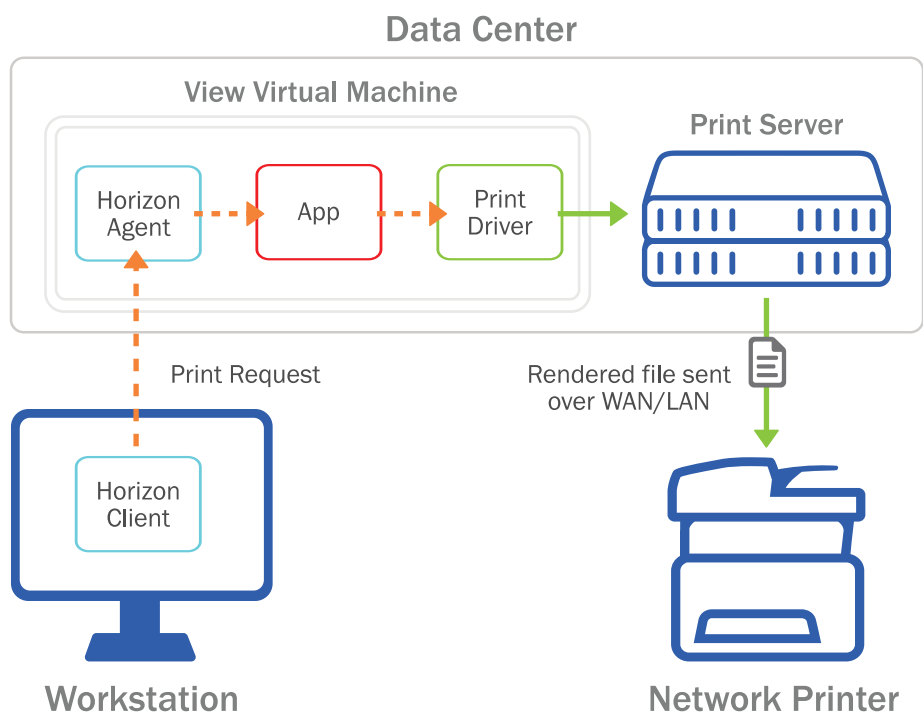 Data Center
View Virtual Machine
Print Server
Horizon
Agent
App
Print
Driver
Print Request
Rendered file sent
over WAN/LAN
Horizon
Client
Workstation
Network Printer